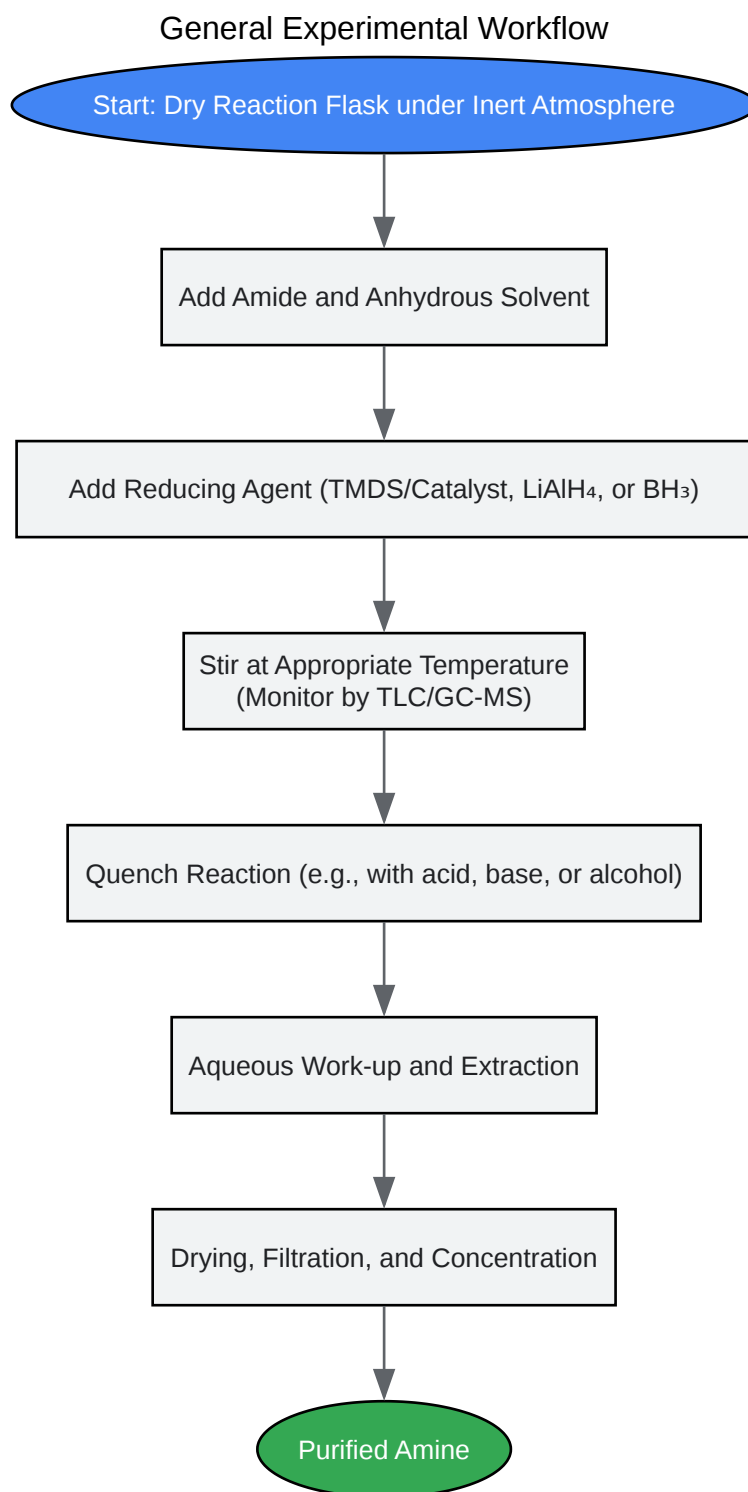 General Experimental Workflow
Start: Dry Reaction Flask under Inert Atmosphere
Add Amide and Anhydrous Solvent
Add Reducing Agent (TMDS/Catalyst, LiAlH₄, or BH₃)
Stir at Appropriate Temperature
(Monitor by TLC/GC-MS)
Quench Reaction (e.g., with acid, base, or alcohol)
Aqueous Work-up and Extraction
Drying, Filtration, and Concentration
Purified Amine